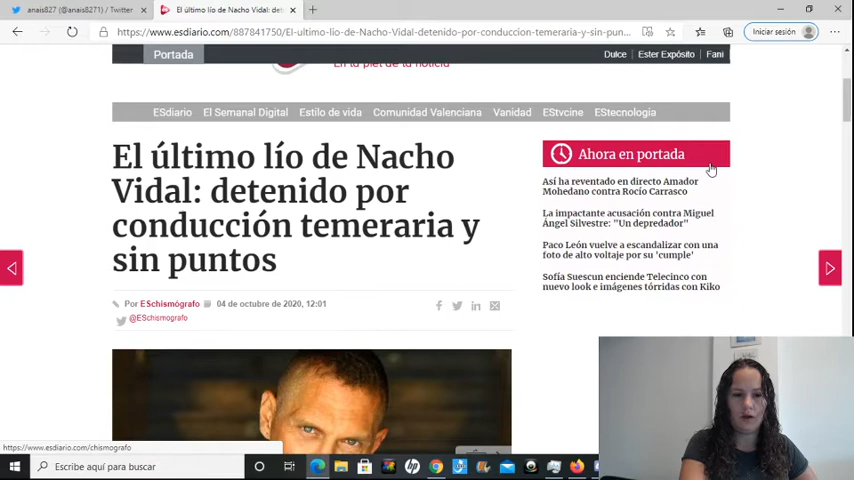 anais827 (@anais8271) / Twitter
El último lío de Nacho Vidal: det
https://www.esdiario.com/887841750/El-ultimo-lio-de-Nacho-Vidal-detenido-por-conduccion-temeraria-y-sin-pun...
Iniciar sesión
Portada
Dulce
Ester Expósito
Fani
En tu piel de tu noticia
ESdiario
El Semanal Digital
Estilo de vida
Comunidad Valenciana
Vanidad
EStvcine
EStecnologia
El último lío de Nacho
Vidal: detenido por
conducción temeraria y
sin puntos
Ahora en portada
Así ha reventado en directo Amador
Mohedano contra Rocío Carrasco
La impactante acusación contra Miguel
Ángel Silvestre: "Un depredador"
Paco León vuelve a escandalizar con una
foto de alto voltaje por su 'cumple'
Sofía Suescun enciende Telecinco con
nuevo look e imágenes tórridas con Kiko
Por ESchismógrafo
04 de octubre de 2020, 12:01
@ESchismografo
https://www.esdiario.com/chismografo
Escribe aquí para buscar